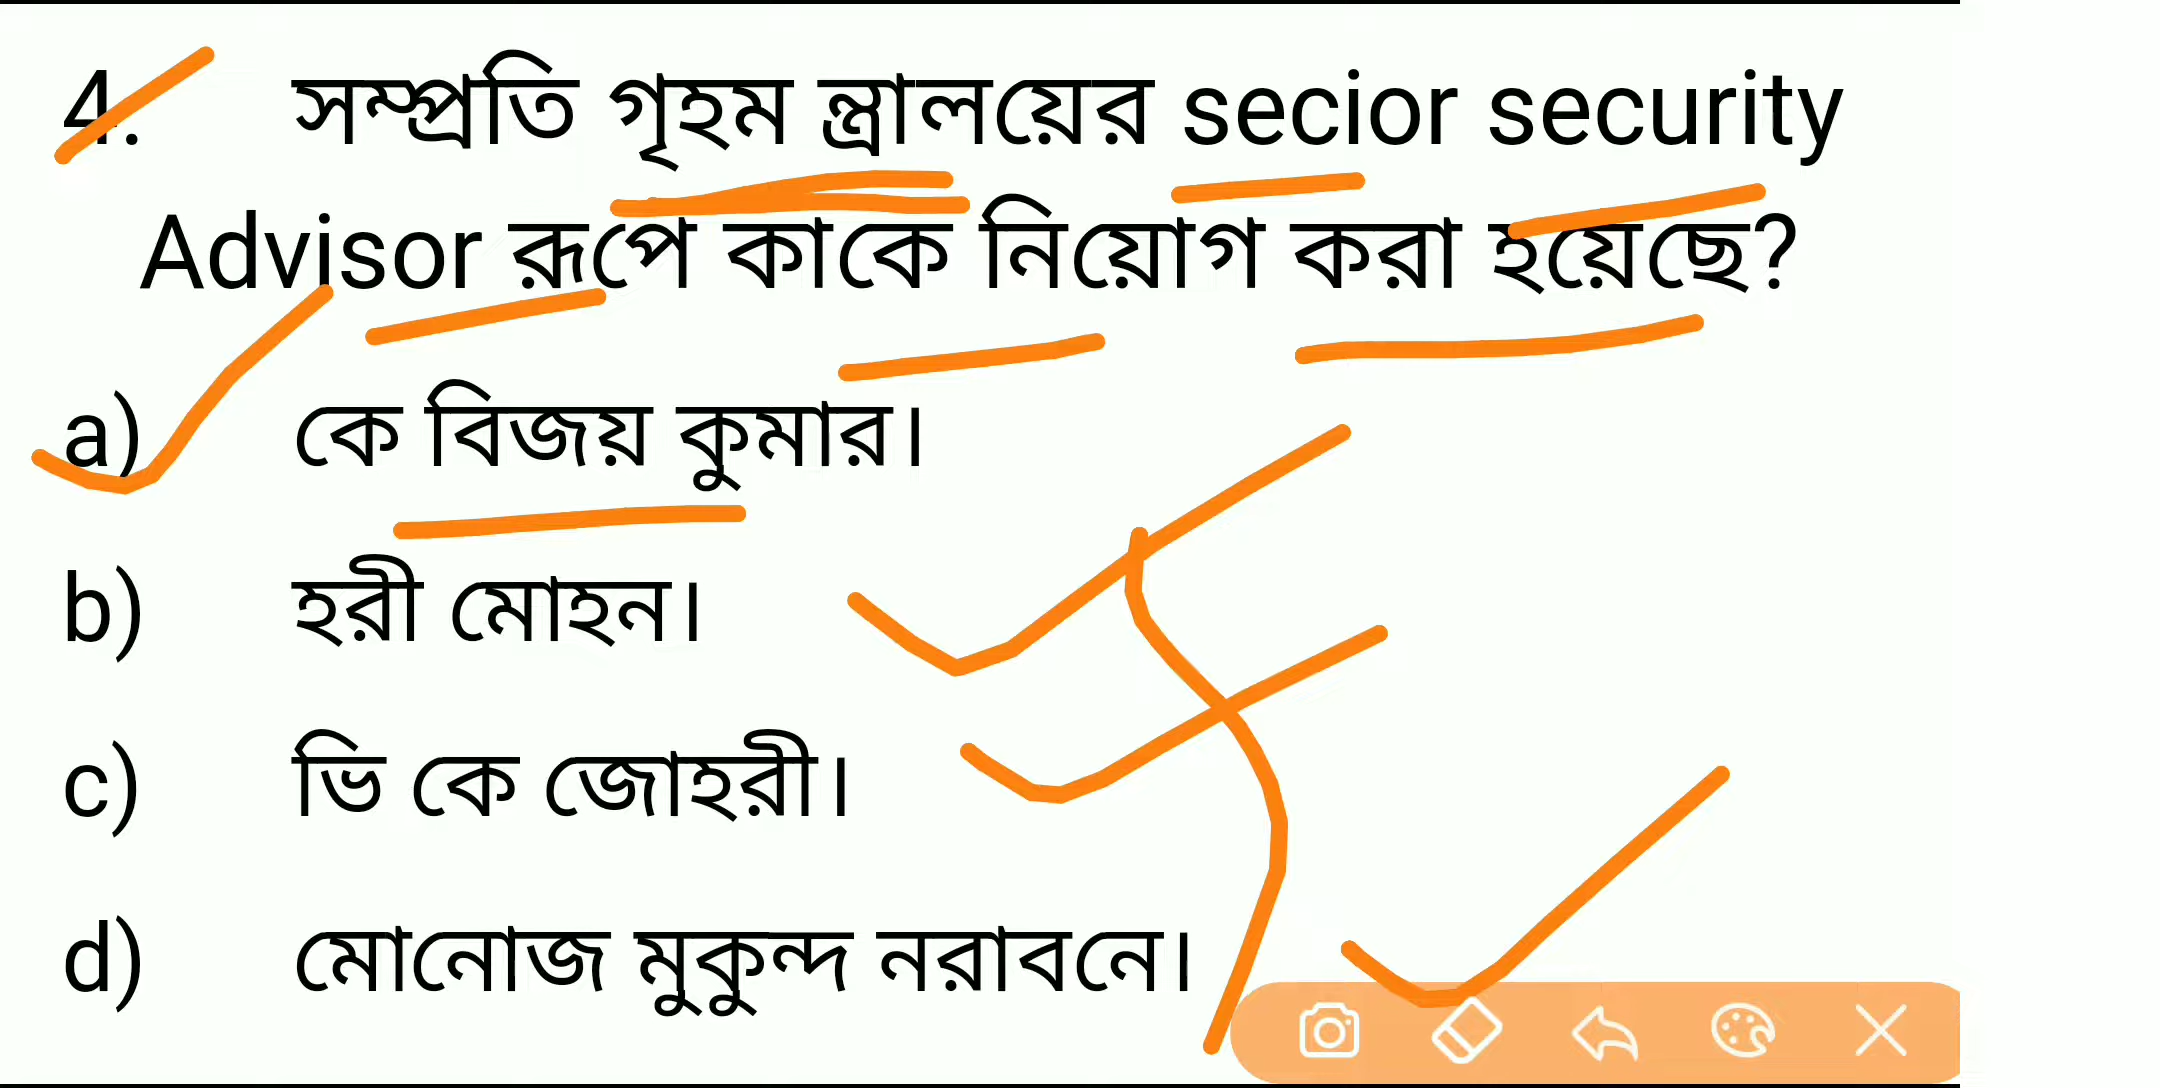 4. সম্প্রতি গৃহম ন্ত্রালয়ের secior security
Advisor রূপে কাকে নিয়োগ করা হয়েছে?
a) কে বিজয় কুমার।
b) হরী মোহন।
c) ভি কে জোহরী।
d) মোনোজ মুকুন্দ নরাবনে।